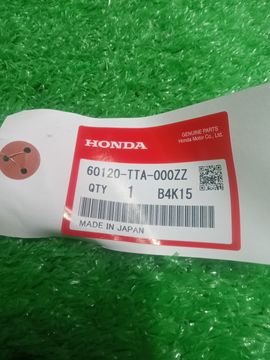 HONDA
GENUINE PARTS
Honda Motor Co., Ltd.
60120-TTA-000ZZ
QTY 1 B4K15
MADE IN JAPAN